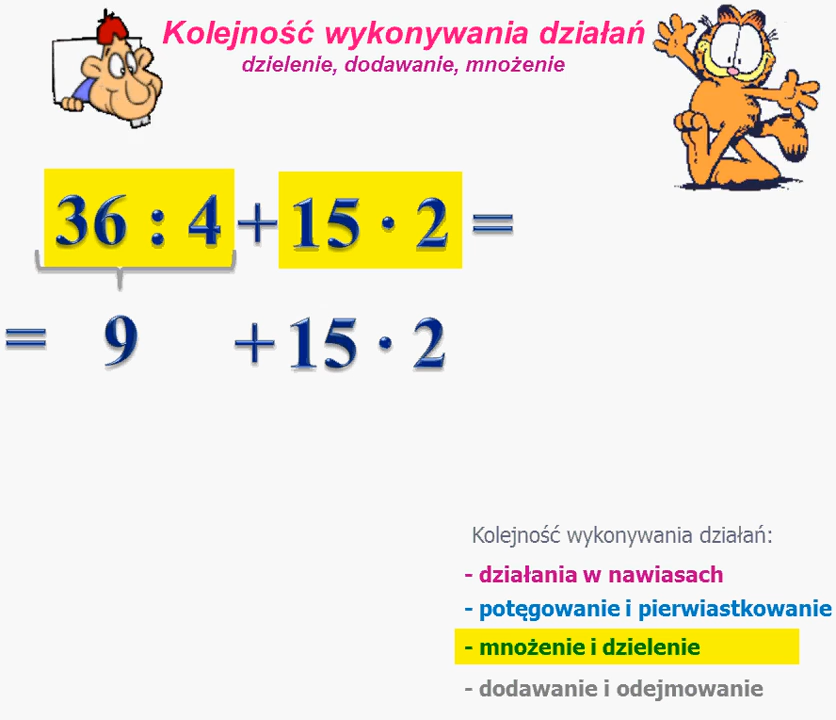 Kolejność wykonywania działań
dzielenie, dodawanie, mnożenie
36 : 4 + 15 · 2 =
= 9 + 15 · 2
Kolejność wykonywania działań:
- działania w nawiasach
- potęgowanie i pierwiastkowanie
- mnożenie i dzielenie
- dodawanie i odejmowanie